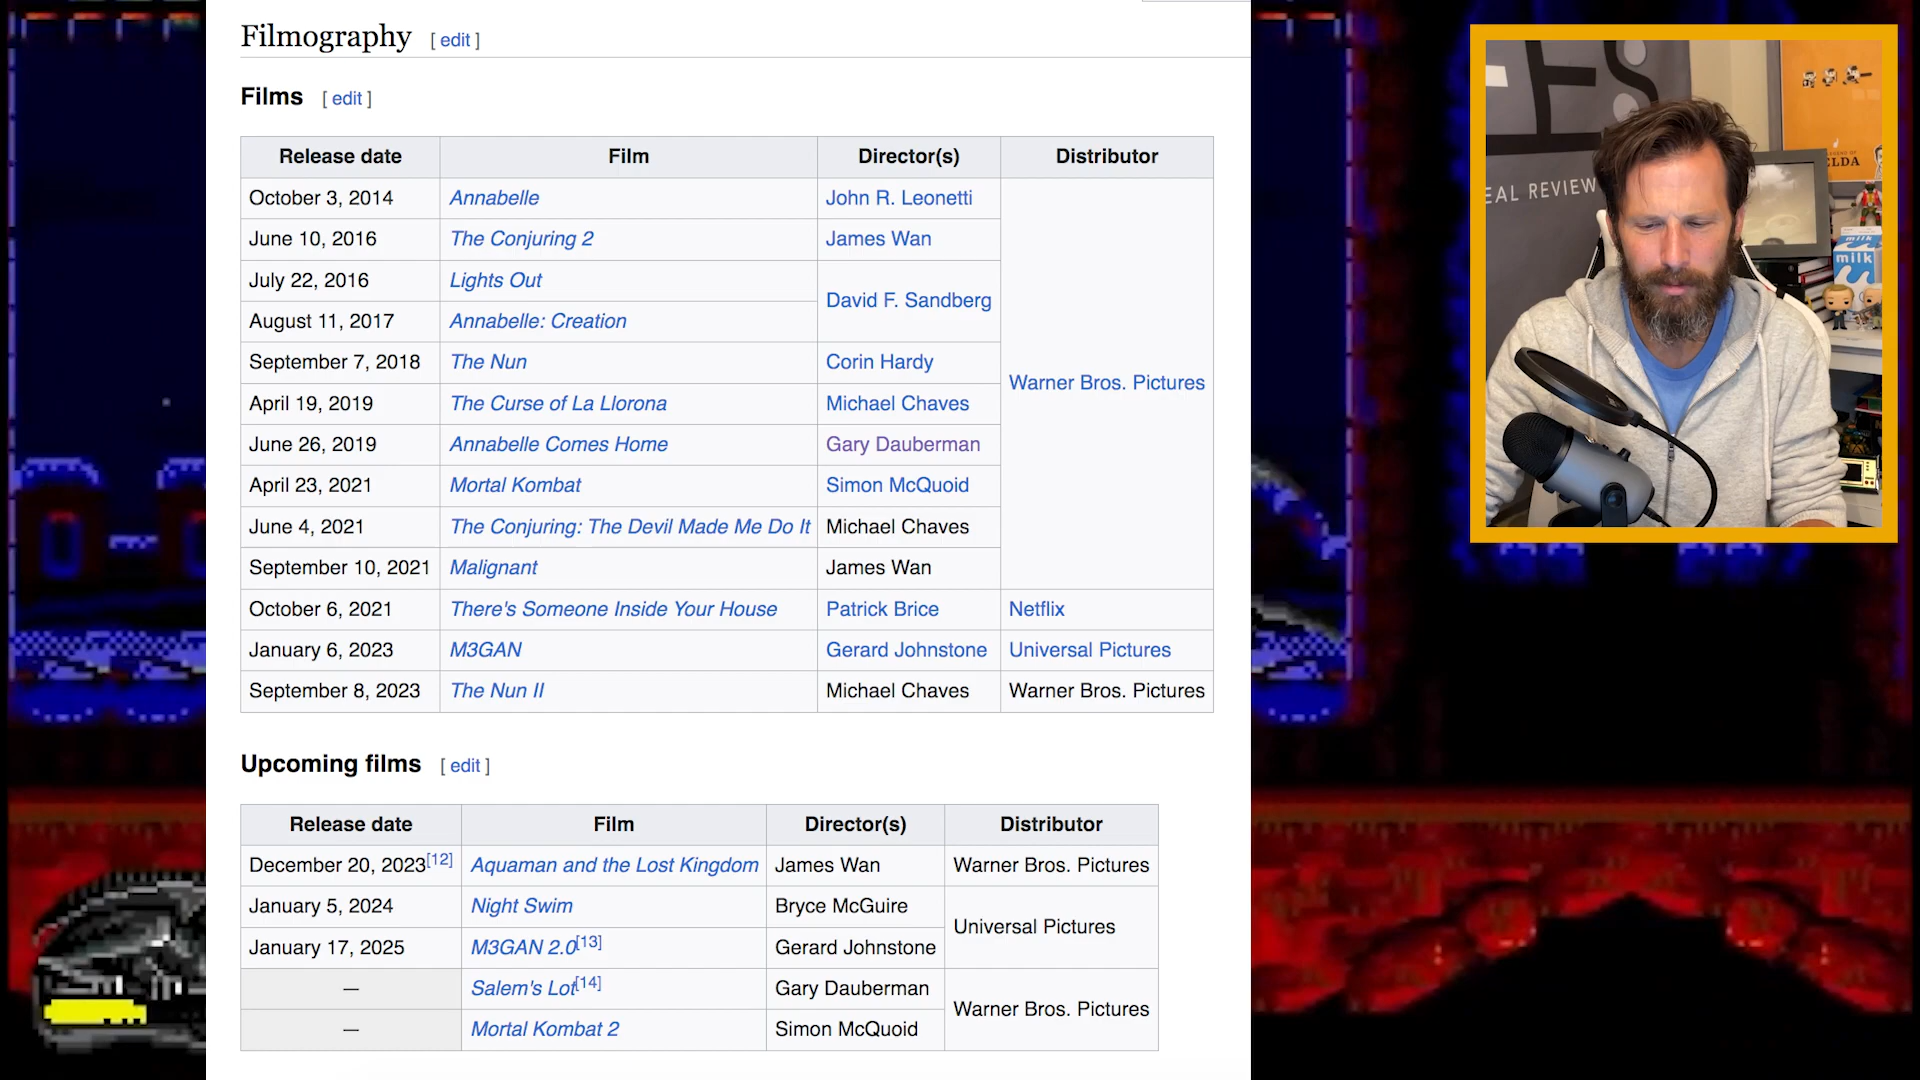 Filmography [ edit ]
Films [ edit ]
Release date Film Director(s) Distributor
October 3, 2014 Annabelle John R. Leonetti
June 10, 2016 The Conjuring 2 James Wan
July 22, 2016 Lights Out
David F. Sandberg
August 11, 2017 Annabelle: Creation
September 7, 2018 The Nun Corin Hardy
Warner Bros. Pictures
April 19, 2019 The Curse of La Llorona Michael Chaves
June 26, 2019 Annabelle Comes Home Gary Dauberman
April 23, 2021 Mortal Kombat Simon McQuoid
June 4, 2021 The Conjuring: The Devil Made Me Do It Michael Chaves
September 10, 2021 Malignant James Wan
October 6, 2021 There's Someone Inside Your House Patrick Brice Netflix
January 6, 2023 M3GAN Gerard Johnstone Universal Pictures
September 8, 2023 The Nun II Michael Chaves Warner Bros. Pictures
Upcoming films [ edit ]
Release date Film Director(s) Distributor
December 20, 2023[12] Aquaman and the Lost Kingdom James Wan Warner Bros. Pictures
January 5, 2024 Night Swim Bryce McGuire
Universal Pictures
January 17, 2025 M3GAN 2.0[13] Gerard Johnstone
— Salem's Lot[14] Gary Dauberman
Warner Bros. Pictures
— Mortal Kombat 2 Simon McQuoid
ES
EAL REVIEW
LEGEND OF
ELDA
milk
milk